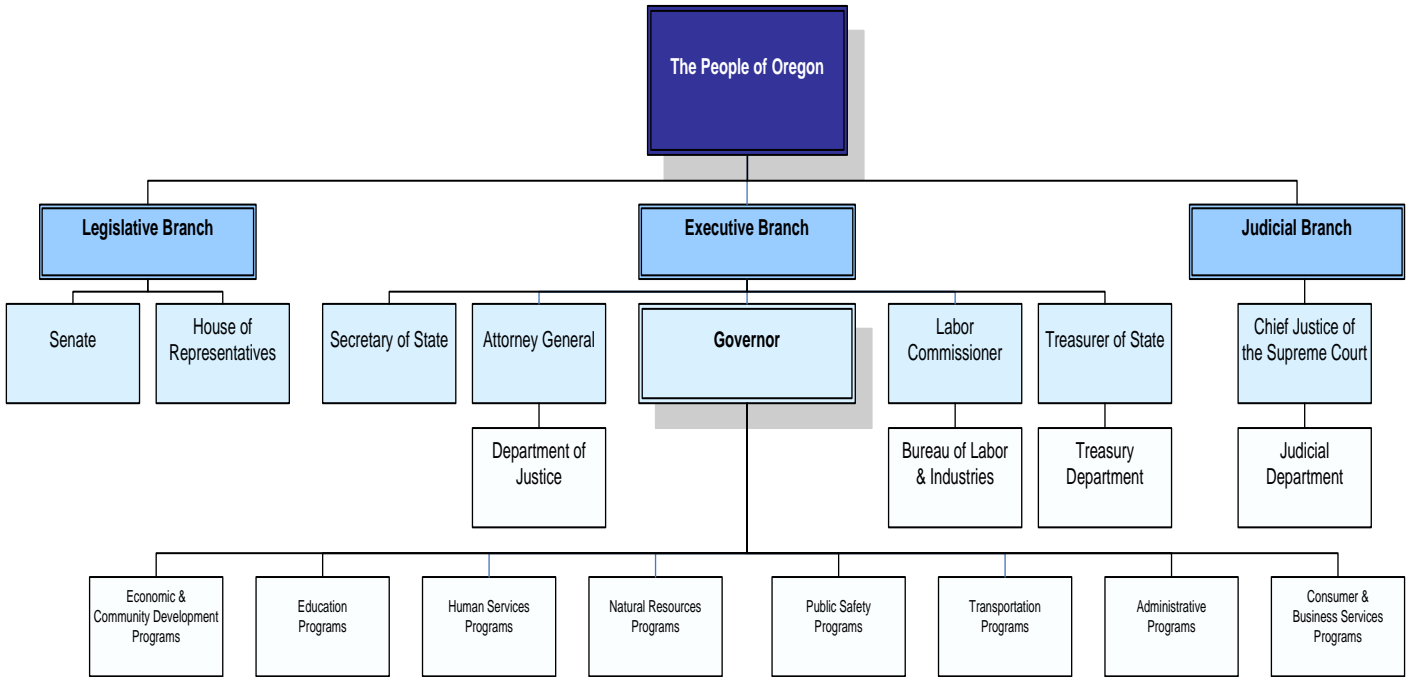 The People of Oregon
Legislative Branch
Executive Branch
Judicial Branch
Senate
House of
Representatives
Secretary of State
Attorney General
Governor
Labor
Commissioner
Treasurer of State
Chief Justice of
the Supreme Court
Department of
Justice
Bureau of Labor
& Industries
Treasury
Department
Judicial
Department
Economic &
Community Development
Programs
Education
Programs
Human Services
Programs
Natural Resources
Programs
Public Safety
Programs
Transportation
Programs
Administrative
Programs
Consumer &
Business Services
Programs